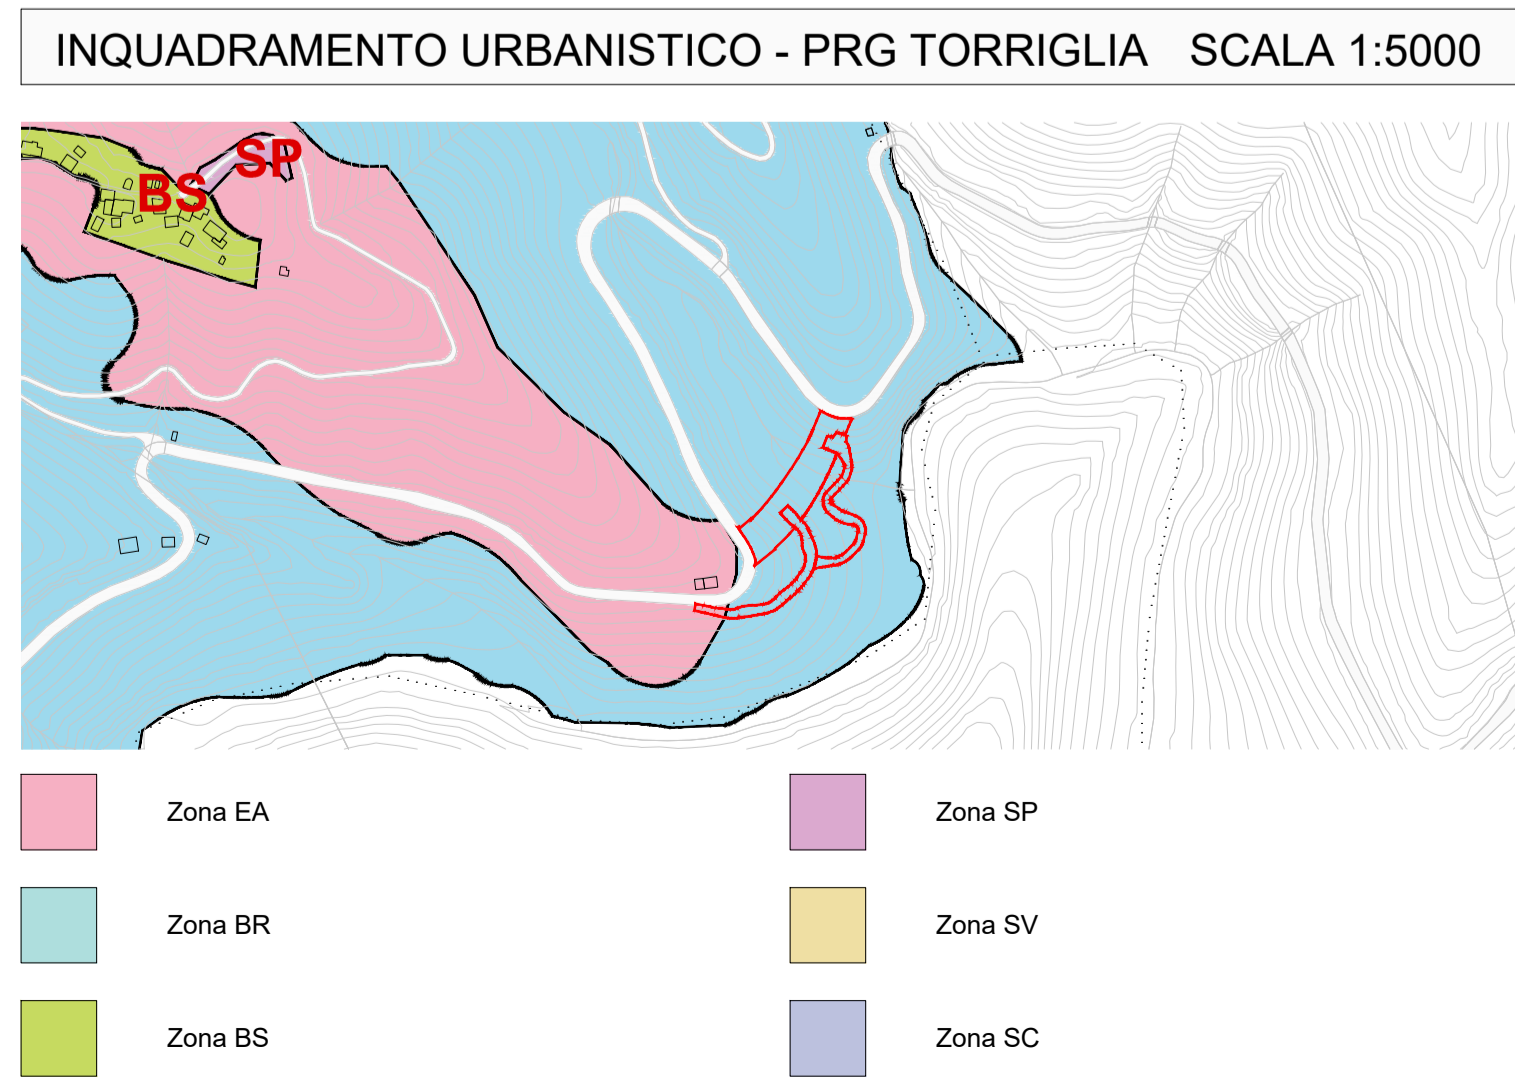 INQUADRAMENTO URBANISTICO - PRG TORRIGLIA SCALA 1:5000
SP
BS
Zona EA
Zona SP
Zona BR
Zona SV
Zona BS
Zona SC